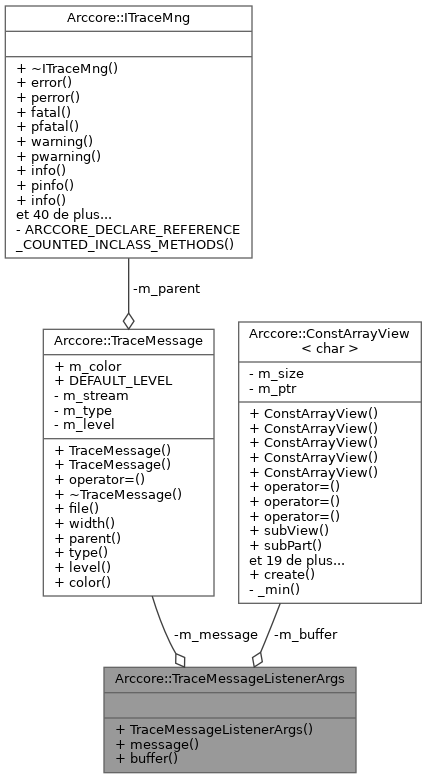 Arccore::ITraceMng
+ ~ITraceMng()
+ error()
+ perror()
+ fatal()
+ pfatal()
+ warning()
+ pwarning()
+ info()
+ pinfo()
+ info()
et 40 de plus...
- ARCCORE_DECLARE_REFERENCE
_COUNTED_INCLASS_METHODS()
-m_parent
Arccore::TraceMessage
+ m_color
+ DEFAULT_LEVEL
- m_stream
- m_type
- m_level
+ TraceMessage()
+ TraceMessage()
+ operator=()
+ ~TraceMessage()
+ file()
+ width()
+ parent()
+ type()
+ level()
+ color()
Arccore::ConstArrayView
< char >
- m_size
- m_ptr
+ ConstArrayView()
+ ConstArrayView()
+ ConstArrayView()
+ ConstArrayView()
+ ConstArrayView()
+ operator=()
+ operator=()
+ operator=()
+ subView()
+ subPart()
et 19 de plus...
+ create()
- _min()
-m_message
-m_buffer
Arccore::TraceMessageListenerArgs
+ TraceMessageListenerArgs()
+ message()
+ buffer()